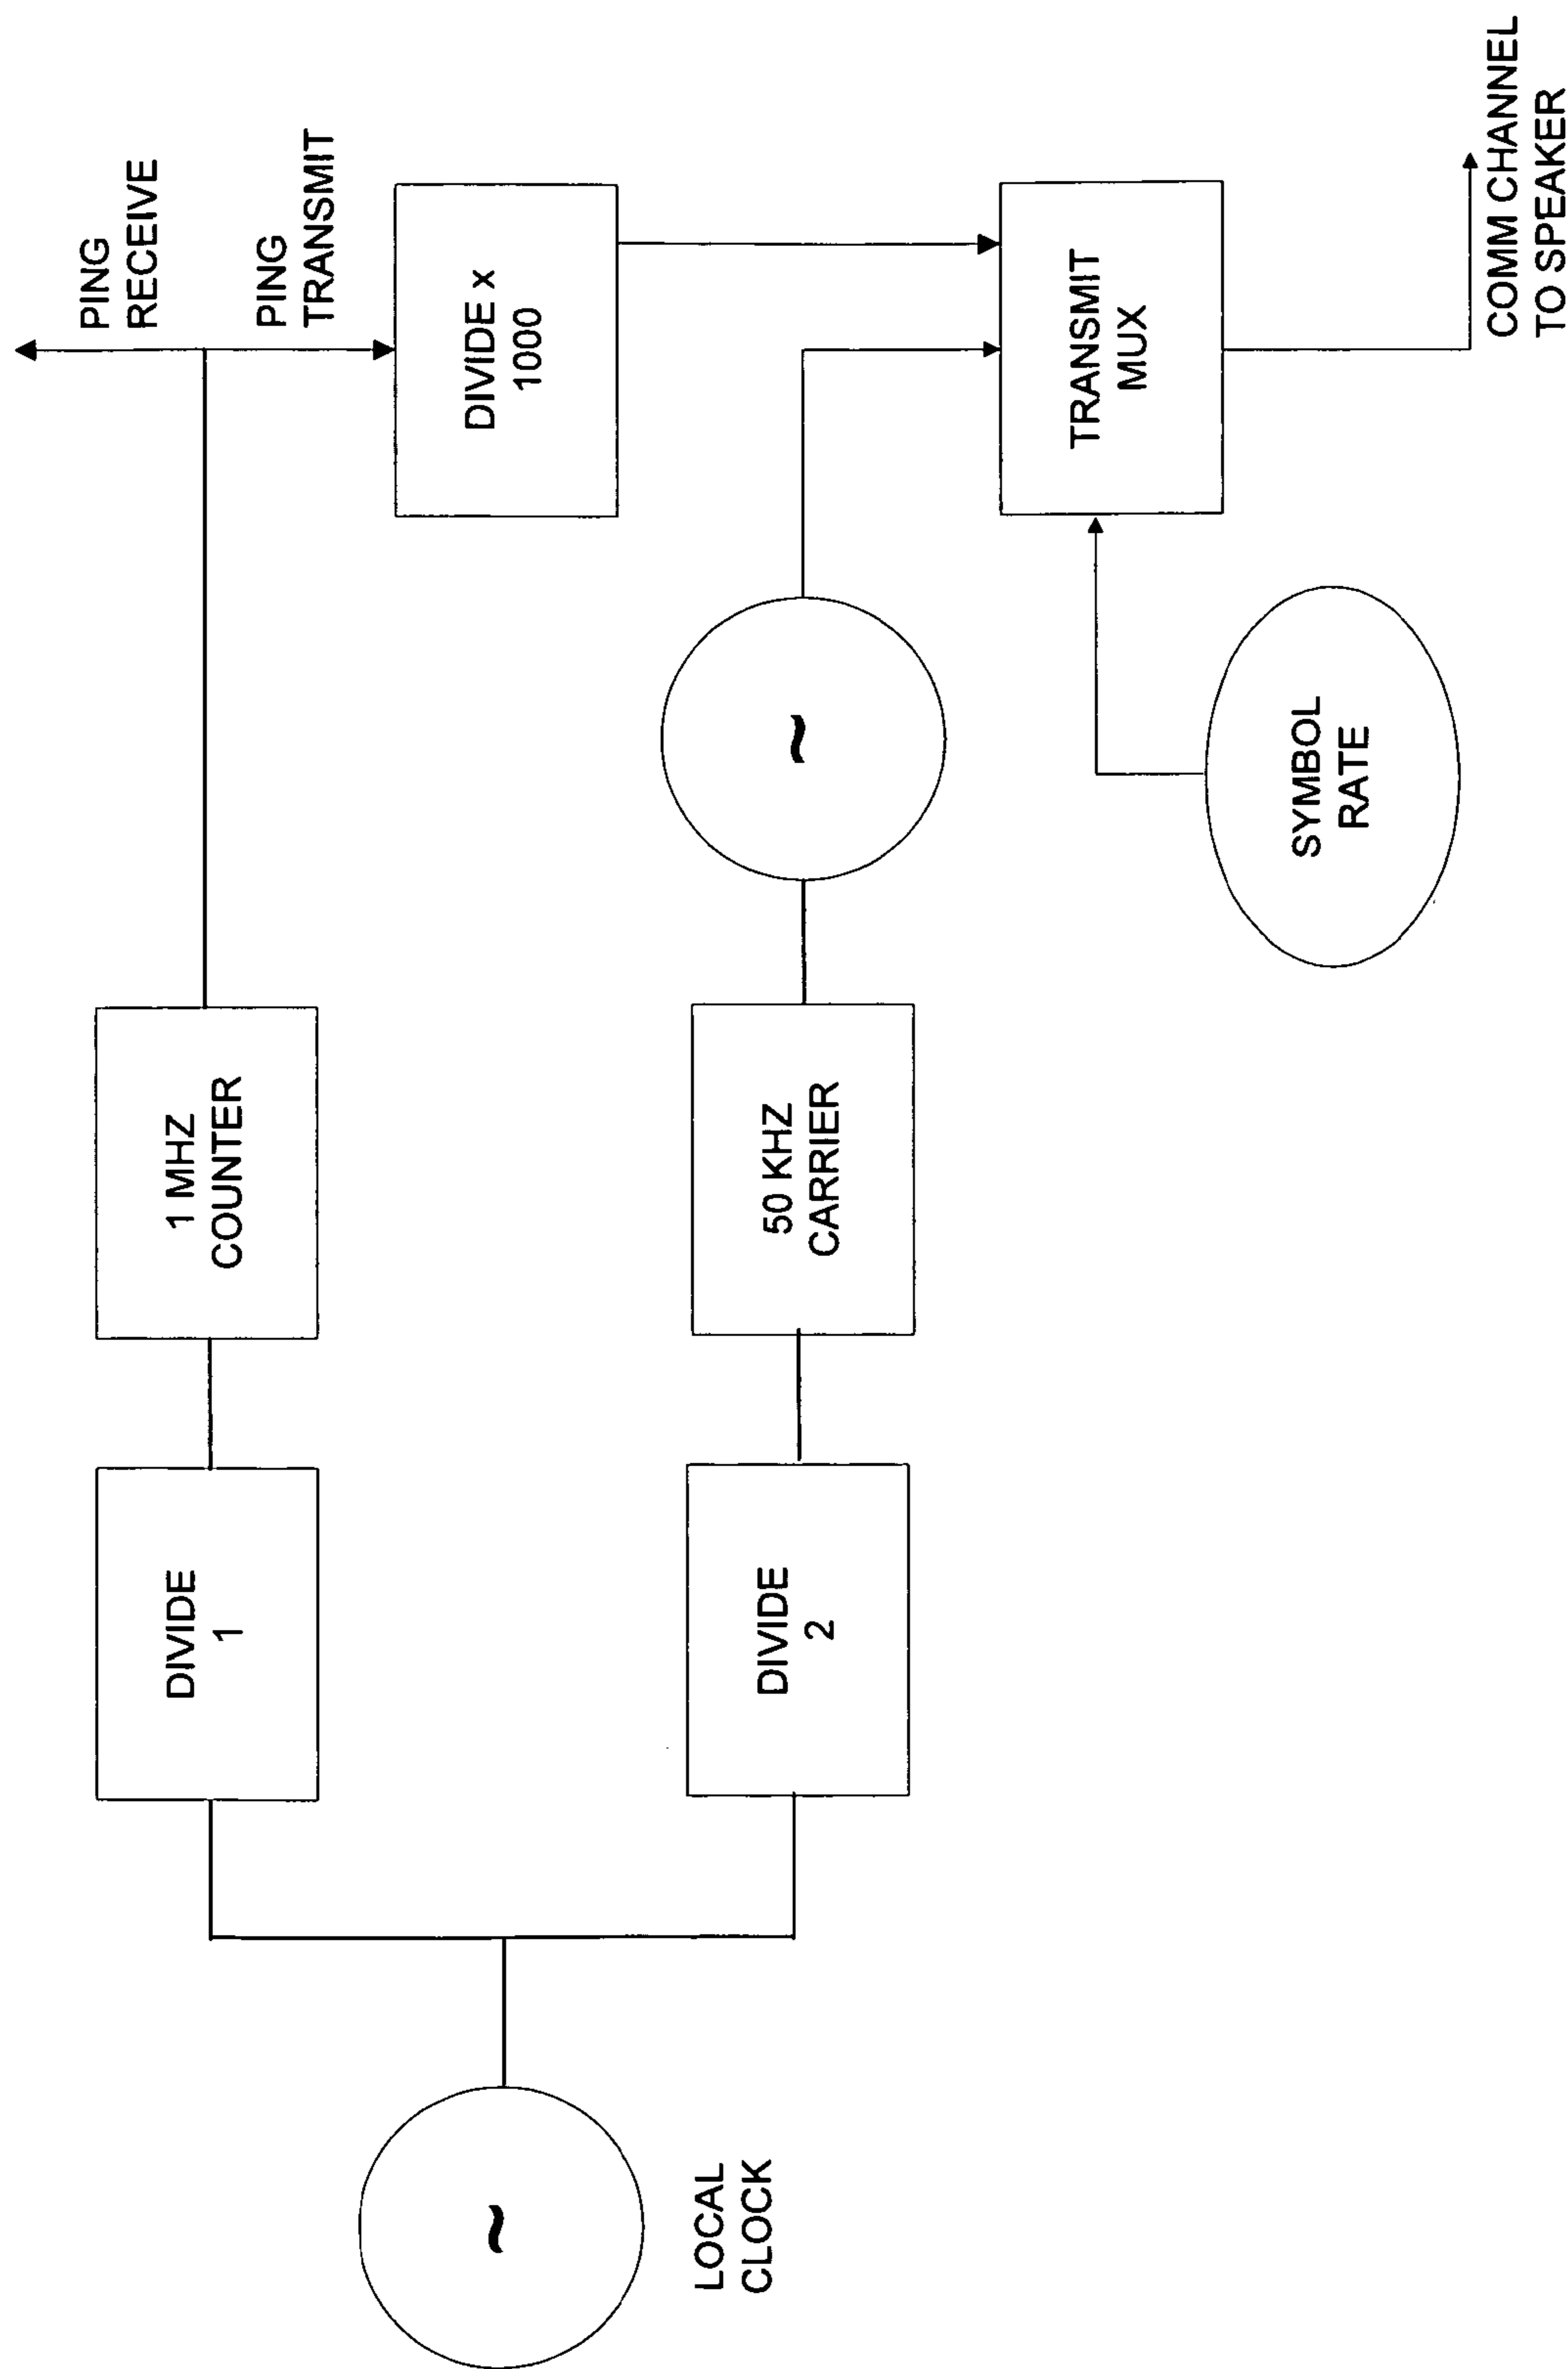 LOCAL
CLOCK
DIVIDE
1
1 MHZ
COUNTER
PING
RECEIVE
PING
TRANSMIT
DIVIDE x
1000
DIVIDE
2
50 KHZ
CARRIER
~
~
TRANSMIT
MUX
SYMBOL
RATE
COMM CHANNEL
TO SPEAKER